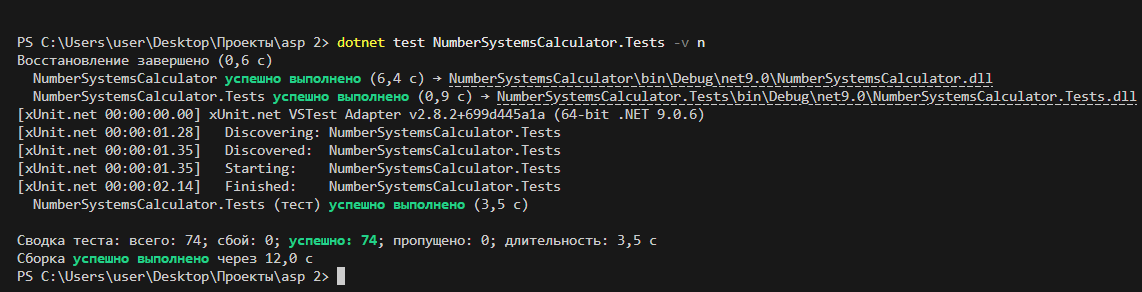 PS C:\Users\user\Desktop\Проекты\asp 2> dotnet test NumberSystemsCalculator.Tests -v n
Восстановление завершено (0,6 с)
  NumberSystemsCalculator успешно выполнено (6,4 с) → NumberSystemsCalculator\bin\Debug\net9.0\NumberSystemsCalculator.dll
  NumberSystemsCalculator.Tests успешно выполнено (0,9 с) → NumberSystemsCalculator.Tests\bin\Debug\net9.0\NumberSystemsCalculator.Tests.dll
[xUnit.net 00:00:00.00] xUnit.net VSTest Adapter v2.8.2+699d445a1a (64-bit .NET 9.0.6)
[xUnit.net 00:00:01.28]   Discovering: NumberSystemsCalculator.Tests
[xUnit.net 00:00:01.35]   Discovered:  NumberSystemsCalculator.Tests
[xUnit.net 00:00:01.35]   Starting:    NumberSystemsCalculator.Tests
[xUnit.net 00:00:02.14]   Finished:    NumberSystemsCalculator.Tests
  NumberSystemsCalculator.Tests (тест) успешно выполнено (3,5 с)

Сводка теста: всего: 74; сбой: 0; успешно: 74; пропущено: 0; длительность: 3,5 с
Сборка успешно выполнено через 12,0 с
PS C:\Users\user\Desktop\Проекты\asp 2>